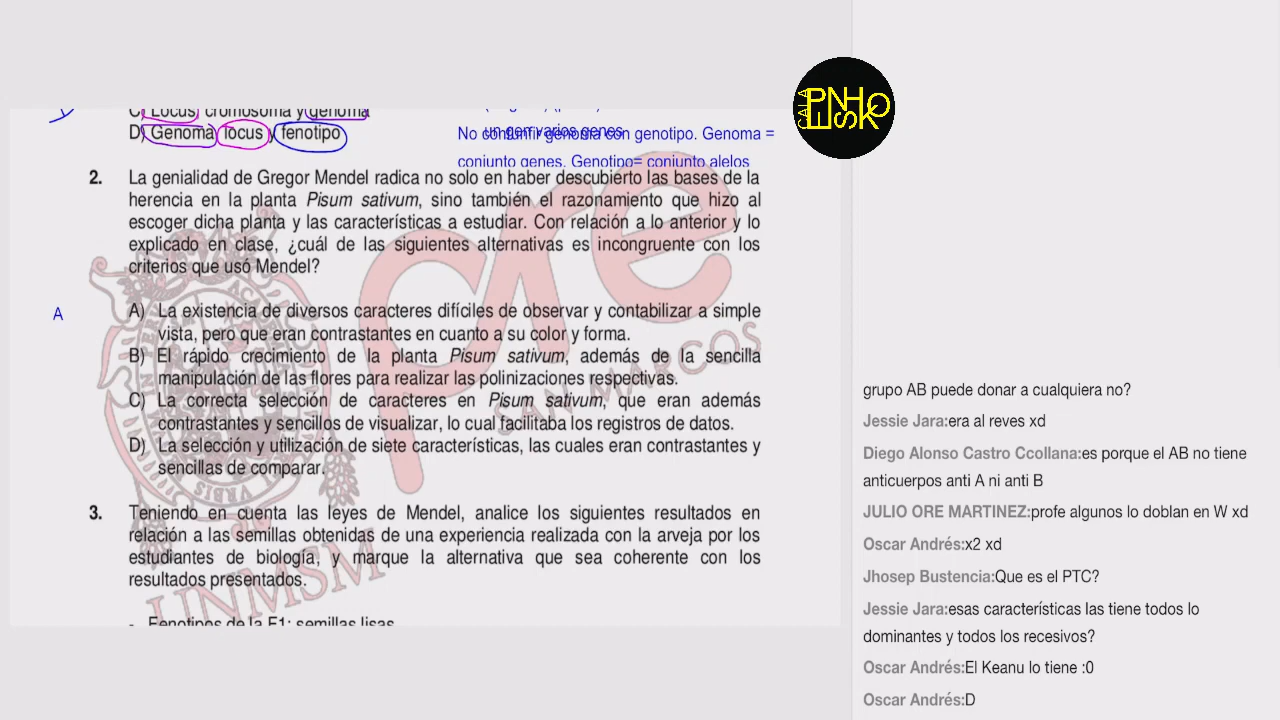 C) Locus, cromosoma y genoma
D) Genoma locus y fenotipo
un gen varios genes
No confundir genoma con genotipo. Genoma =
conjunto genes. Genotipo= conjunto alelos
2. La genialidad de Gregor Mendel radica no solo en haber descubierto las bases de la
herencia en la planta Pisum sativum, sino también el razonamiento que hizo al
escoger dicha planta y las características a estudiar. Con relación a lo anterior y lo
explicado en clase, ¿cuál de las siguientes alternativas es incongruente con los
criterios que usó Mendel?
A
A) La existencia de diversos caracteres difíciles de observar y contabilizar a simple
vista, pero que eran contrastantes en cuanto a su color y forma.
B) El rápido crecimiento de la planta Pisum sativum, además de la sencilla
manipulación de las flores para realizar las polinizaciones respectivas.
C) La correcta selección de caracteres en Pisum sativum, que eran además
contrastantes y sencillos de visualizar, lo cual facilitaba los registros de datos.
D) La selección y utilización de siete características, las cuales eran contrastantes y
sencillas de comparar.
3. Teniendo en cuenta las leyes de Mendel, analice los siguientes resultados en
relación a las semillas obtenidas de una experiencia realizada con la arveja por los
estudiantes de biología, y marque la alternativa que sea coherente con los
resultados presentados.
- Fenotipos de la F1: semillas lisas
pre
SAN MARCOS
UNMSM
grupo AB puede donar a cualquiera no?
Jessie Jara:era al reves xd
Diego Alonso Castro Ccollana:es porque el AB no tiene
anticuerpos anti A ni anti B
JULIO ORE MARTINEZ:profe algunos lo doblan en W xd
Oscar Andrés:x2 xd
Jhosep Bustencia:Que es el PTC?
Jessie Jara:esas características las tiene todos lo
dominantes y todos los recesivos?
Oscar Andrés:El Keanu lo tiene :0
Oscar Andrés:D